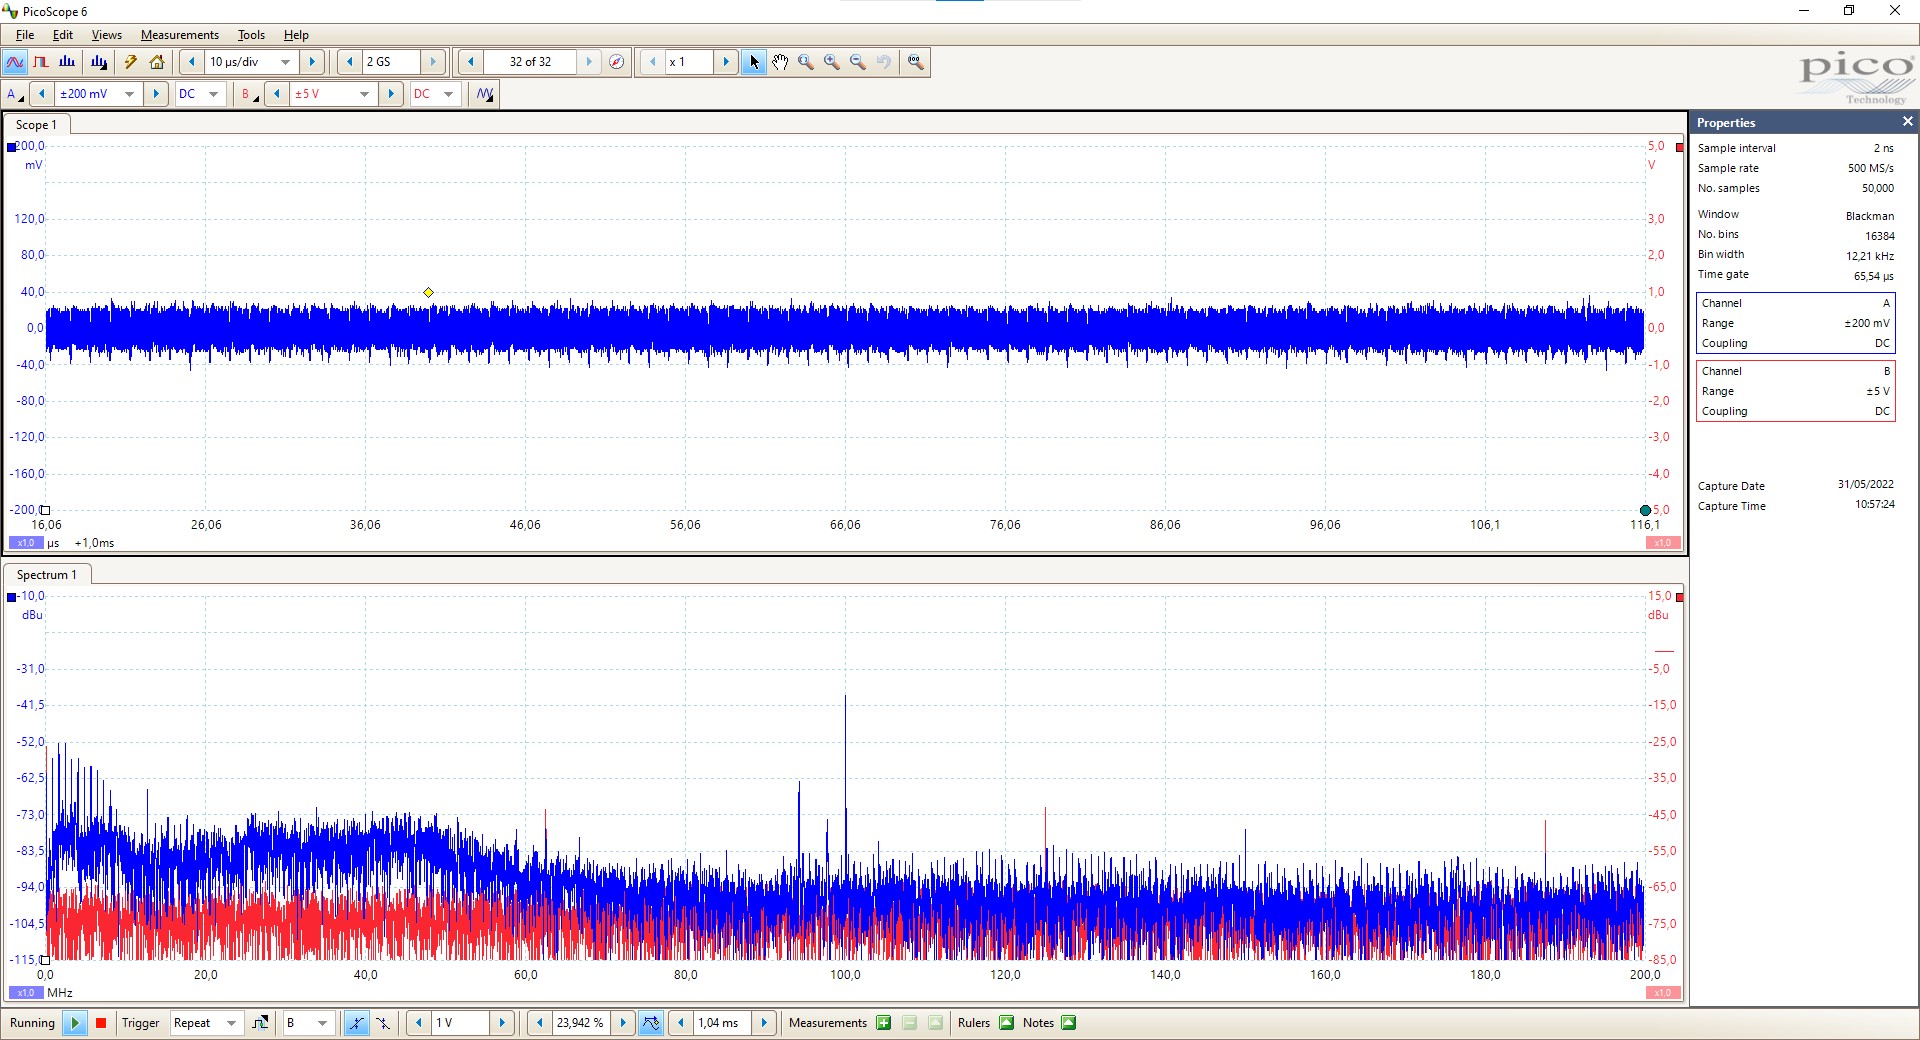 PicoScope 6
File Edit Views Measurements Tools Help
10 µs/div 2 GS 32 of 32 x 1
pico
Technology
A ±200 mV DC B ±5 V DC
Scope 1
200,0 5,0
mV V
120,0 3,0
80,0 2,0
40,0 1,0
0,0 0,0
-40,0 -1,0
-80,0 -2,0
-120,0 -3,0
-160,0 -4,0
-200,0 5,0
16,06 26,06 36,06 46,06 56,06 66,06 76,06 86,06 96,06 106,1 116,1
x1,0 µs +1,0ms x1,0
Spectrum 1
-10,0 15,0
dBu dBu
-31,0 -5,0
-41,5 -15,0
-52,0 -25,0
-62,5 -35,0
-73,0 -45,0
-83,5 -55,0
-94,0 -65,0
-104,5 -75,0
-115,0 -85,0
0,0 20,0 40,0 60,0 80,0 100,0 120,0 140,0 160,0 180,0 200,0
x1,0 MHz x1,0
Properties
Sample interval 2 ns
Sample rate 500 MS/s
No. samples 50,000
Window Blackman
No. bins 16384
Bin width 12,21 kHz
Time gate 65,54 µs
Channel A
Range ±200 mV
Coupling DC
Channel B
Range ±5 V
Coupling DC
Capture Date 31/05/2022
Capture Time 10:57:24
Running Trigger Repeat B 1 V 23,942 % 1,04 ms Measurements Rulers Notes